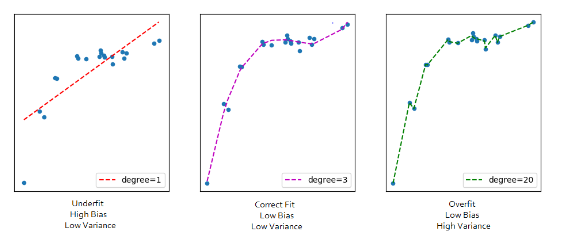 degree=1
degree=3
degree=20
Underfit
High Bias
Low Variance
Correct Fit
Low Bias
Low Variance
Overfit
Low Bias
High Variance